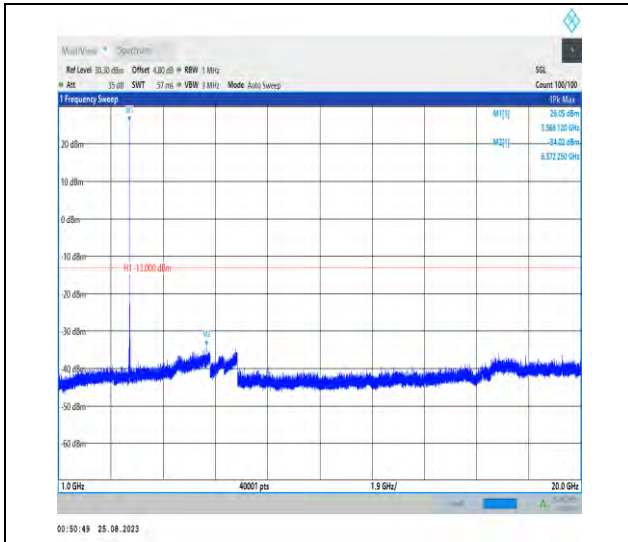 MultiView Spectrum
Ref Level 30.30 dBm Offset 4.80 dB RBW 1 MHz SGL
Att 35 dB SWT 57 ms VBW 3 MHz Mode Auto Sweep Count 100/100
1 Frequency Sweep 1Pk Max
M1 M1[1] 26.05 dBm
3.566 120 GHz
20 dBm M2[1] -34.02 dBm
6.372 250 GHz
10 dBm
0 dBm
-10 dBm
H1 -13.000 dBm
-20 dBm
-30 dBm
M2
-40 dBm
-50 dBm
-60 dBm
1.0 GHz 40001 pts 1.9 GHz/ 20.0 GHz
00:50:49 25.08.2023